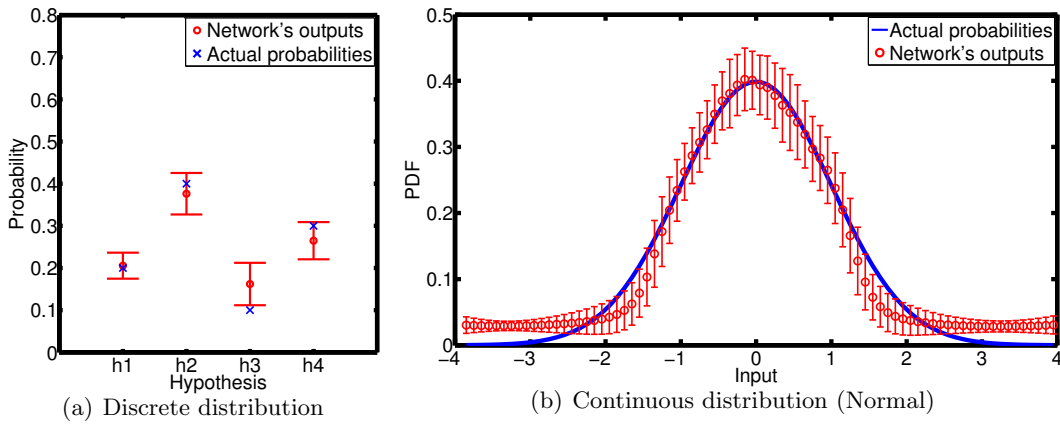 0.8
0.7
0.6
0.5
0.4
0.3
0.2
0.1
0
Probability
Network's outputs
Actual probabilities
h1 h2 h3 h4
Hypothesis
(a) Discrete distribution
0.5
0.4
0.3
0.2
0.1
0
PDF
Actual probabilities
Network's outputs
−4 −3 −2 −1 0 1 2 3 4
Input
(b) Continuous distribution (Normal)